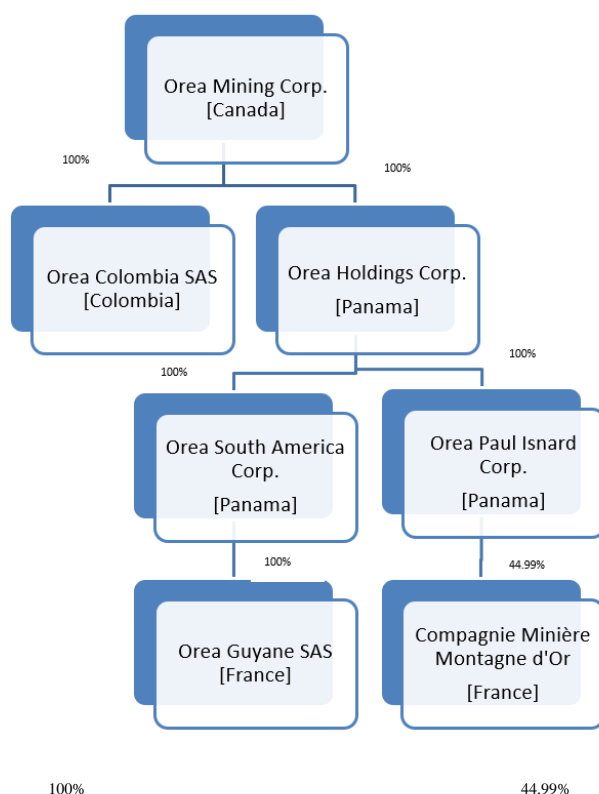 Orea Mining Corp.
[Canada]
100%
100%
Orea Colombia SAS
[Colombia]
Orea Holdings Corp.
[Panama]
100%
100%
Orea South America
Corp.
[Panama]
Orea Paul Isnard
Corp.
[Panama]
100%
44.99%
Orea Guyane SAS
[France]
Compagnie Minière
Montagne d'Or
[France]
100%
44.99%